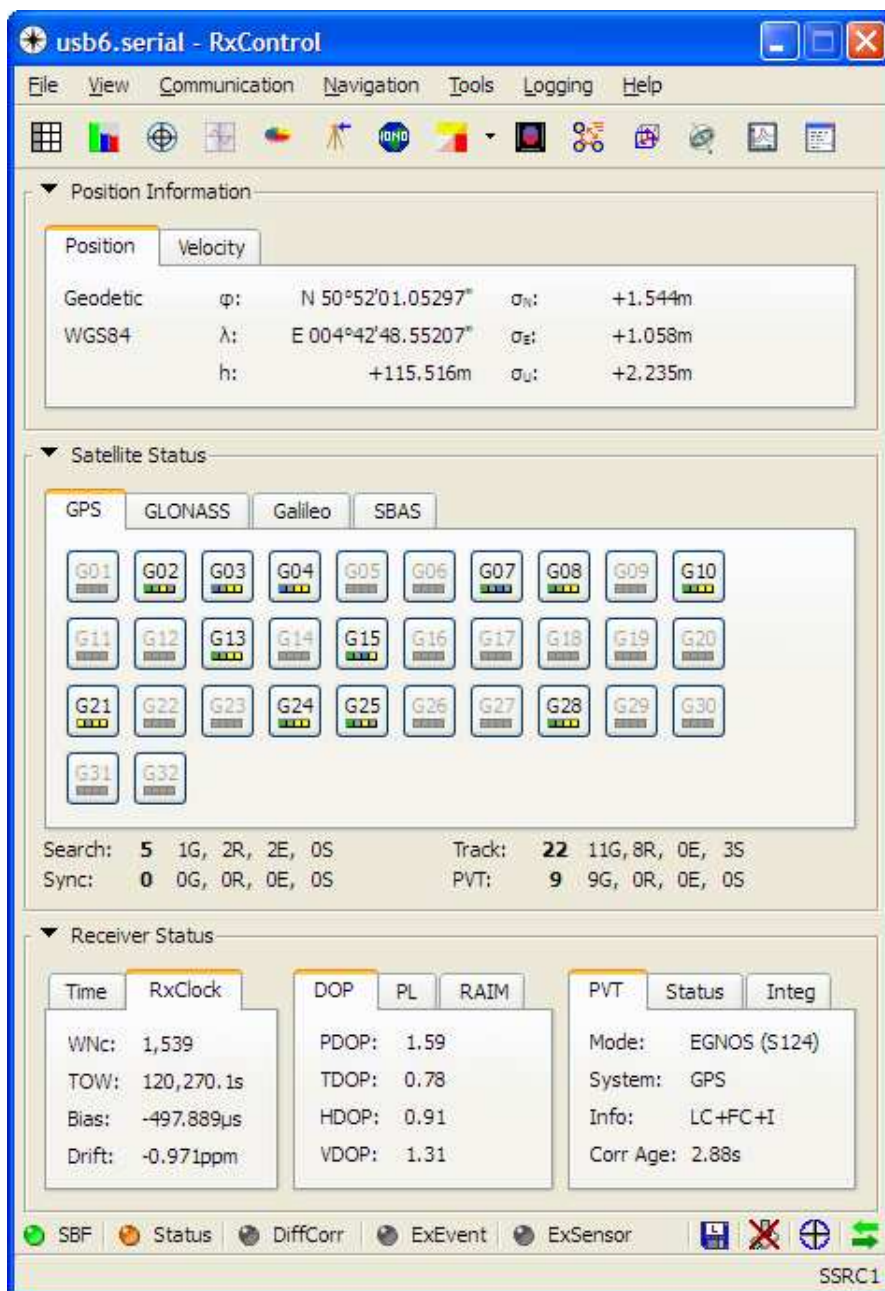 usb6.serial - RxControl
File View Communication Navigation Tools Logging Help
IONO
Position Information
Position Velocity
Geodetic φ: N 50°52'01.05297" σN: +1.544m
WGS84 λ: E 004°42'48.55207" σE: +1.058m
h: +115.516m σU: +2.235m
Satellite Status
GPS GLONASS Galileo SBAS
G01 G02 G03 G04 G05 G06 G07 G08 G09 G10
G11 G12 G13 G14 G15 G16 G17 G18 G19 G20
G21 G22 G23 G24 G25 G26 G27 G28 G29 G30
G31 G32
Search: 5 1G, 2R, 2E, 0S Track: 22 11G, 8R, 0E, 3S
Sync: 0 0G, 0R, 0E, 0S PVT: 9 9G, 0R, 0E, 0S
Receiver Status
Time RxClock DOP PL RAIM PVT Status Integ
WNc: 1,539 PDOP: 1.59 Mode: EGNOS (S124)
TOW: 120,270.1s TDOP: 0.78 System: GPS
Bias: -497.889µs HDOP: 0.91 Info: LC+FC+I
Drift: -0.971ppm VDOP: 1.31 Corr Age: 2.88s
SBF Status DiffCorr ExEvent ExSensor
SSRC1